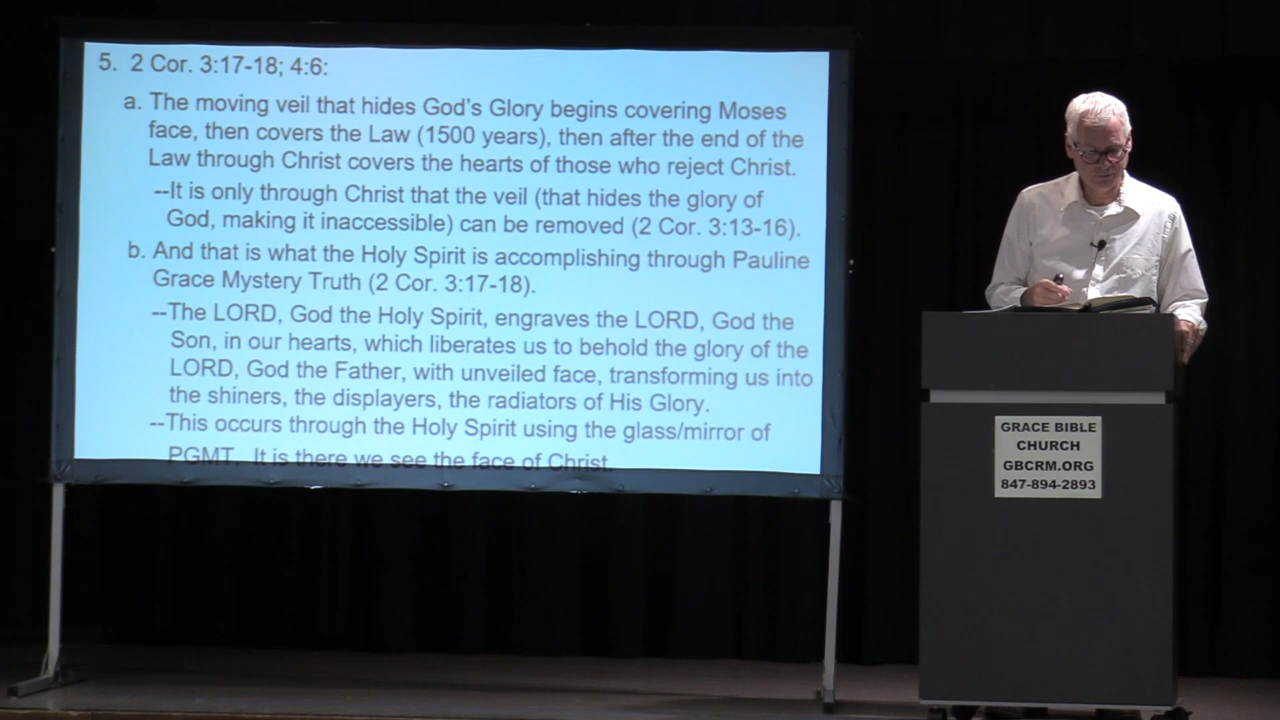 5. 2 Cor. 3:17-18; 4:6:
a. The moving veil that hides God's Glory begins covering Moses
face, then covers the Law (1500 years), then after the end of the
Law through Christ covers the hearts of those who reject Christ.
--It is only through Christ that the veil (that hides the glory of
God, making it inaccessible) can be removed (2 Cor. 3:13-16).
b. And that is what the Holy Spirit is accomplishing through Pauline
Grace Mystery Truth (2 Cor. 3:17-18).
--The LORD, God the Holy Spirit, engraves the LORD, God the
Son, in our hearts, which liberates us to behold the glory of the
LORD, God the Father, with unveiled face, transforming us into
the shiners, the displayers, the radiators of His Glory.
--This occurs through the Holy Spirit using the glass/mirror of
PGMT. It is there we see the face of Christ.
GRACE BIBLE
CHURCH
GBCRM.ORG
847-894-2893